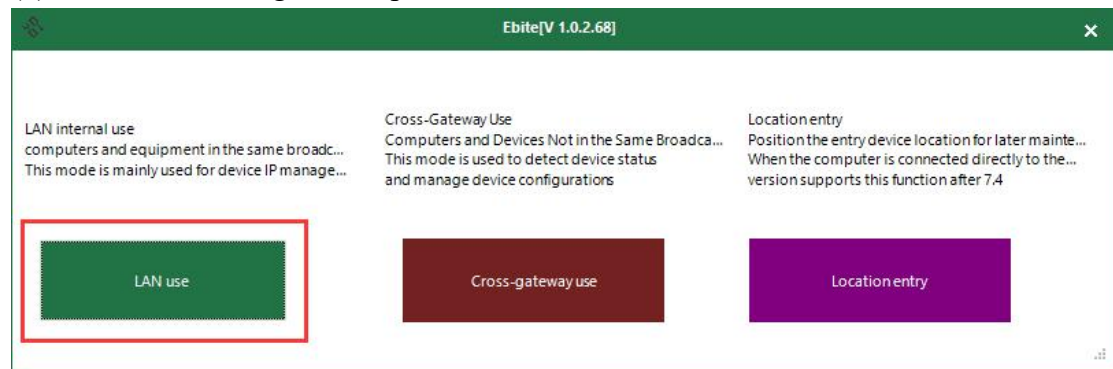 Ebite[V 1.0.2.68]
LAN internal use
computers and equipment in the same broadc...
This mode is mainly used for device IP manage...
Cross-Gateway Use
Computers and Devices Not in the Same Broadca...
This mode is used to detect device status
and manage device configurations
Location entry
Position the entry device location for later mainte...
When the computer is connected directly to the...
version supports this function after 7.4
LAN use
Cross-gateway use
Location entry